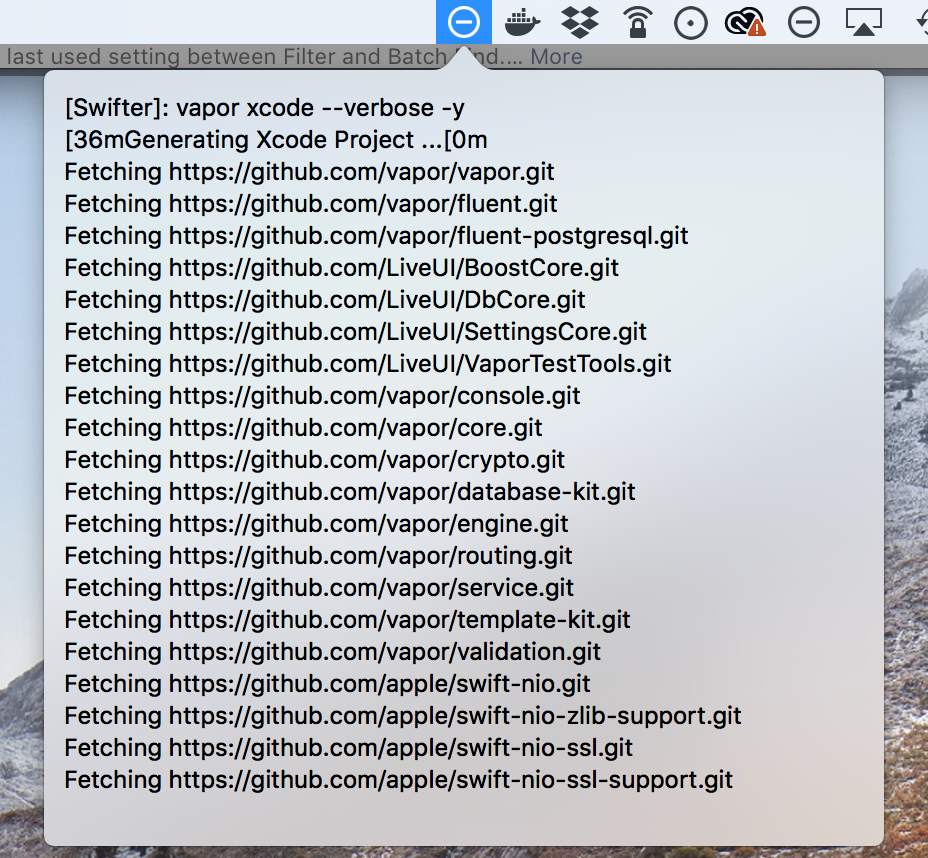 last used setting between Filter and Batch nd.... More
[Swifter]: vapor xcode --verbose -y
[36mGenerating Xcode Project ...[0m
Fetching https://github.com/vapor/vapor.git
Fetching https://github.com/vapor/fluent.git
Fetching https://github.com/vapor/fluent-postgresql.git
Fetching https://github.com/LiveUI/BoostCore.git
Fetching https://github.com/LiveUI/DbCore.git
Fetching https://github.com/LiveUI/SettingsCore.git
Fetching https://github.com/LiveUI/VaporTestTools.git
Fetching https://github.com/vapor/console.git
Fetching https://github.com/vapor/core.git
Fetching https://github.com/vapor/crypto.git
Fetching https://github.com/vapor/database-kit.git
Fetching https://github.com/vapor/engine.git
Fetching https://github.com/vapor/routing.git
Fetching https://github.com/vapor/service.git
Fetching https://github.com/vapor/template-kit.git
Fetching https://github.com/vapor/validation.git
Fetching https://github.com/apple/swift-nio.git
Fetching https://github.com/apple/swift-nio-zlib-support.git
Fetching https://github.com/apple/swift-nio-ssl.git
Fetching https://github.com/apple/swift-nio-ssl-support.git